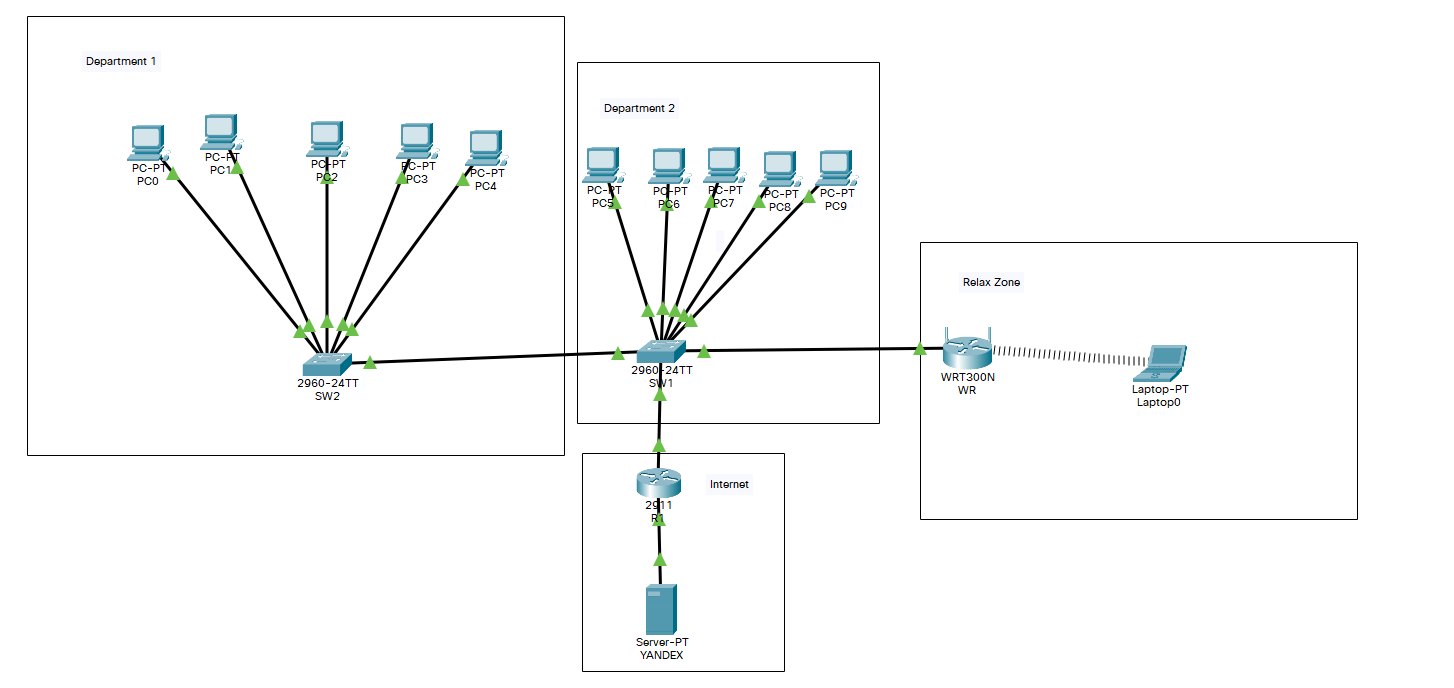 Department 1
PC-PT
PC0
PC-PT
PC1
PC-PT
PC2
PC-PT
PC3
PC-PT
PC4
2960-24TT
SW2
Department 2
PC-PT
PC5
PC-PT
PC6
PC-PT
PC7
PC-PT
PC8
PC-PT
PC9
2960-24TT
SW1
Relax Zone
WRT300N
WR
Laptop-PT
Laptop0
Internet
2911
R1
Server-PT
YANDEX